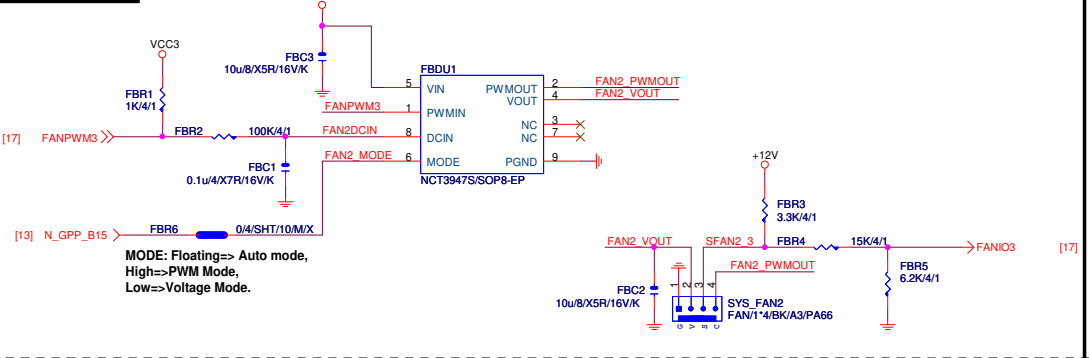 VCC3
FBR1
1K/4/1
FBC3
10u/8/X5R/16V/K
FBDU1
5 VIN
1 PWMIN
8 DCIN
6 MODE
PWMOUT 2
VOUT 4
NC 3
NC 7
PGND 9
NCT3947S/SOP8-EP
FAN2_PWMOUT
FAN2_VOUT
FANPWM3
[17] FANPWM3
FBR2 100K/4/1
FAN2DCIN
FAN2_MODE
FBC1
0.1u/4/X7R/16V/K
[13] N_GPP_B15
FBR6 0/4/SHT/10/M/X
MODE: Floating=> Auto mode,
High=>PWM Mode,
Low=>Voltage Mode.
+12V
FBR3
3.3K/4/1
FAN2_VOUT
SFAN2_3
FBR4 15K/4/1
FANIO3 [17]
FAN2_PWMOUT
FBR5
6.2K/4/1
FBC2
10u/8/X5R/16V/K
1 2 3 4
G V S C
SYS_FAN2
FAN/1*4/BK/A3/PA66